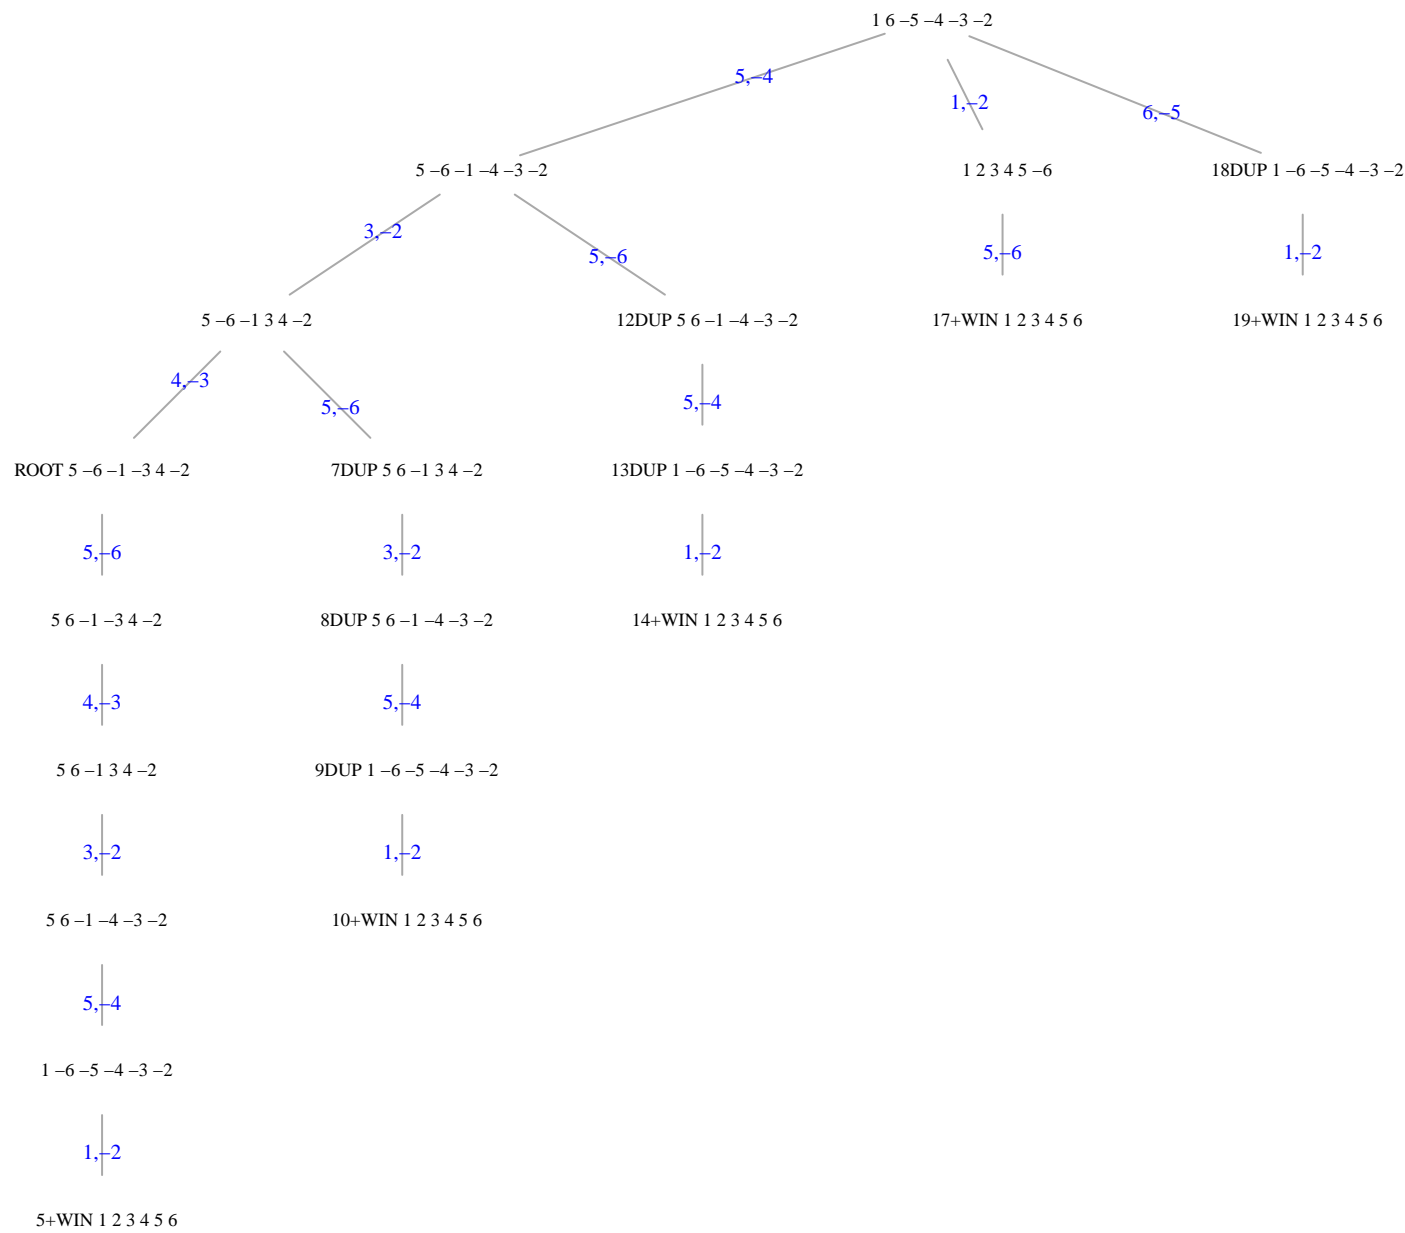 1 6 –5 –4 –3 –2
5,–4
1,–2
6,–5
5 –6 –1 –4 –3 –2
1 2 3 4 5 –6
18DUP 1 –6 –5 –4 –3 –2
3,–2
5,–6
5,–6
1,–2
5 –6 –1 3 4 –2
12DUP 5 6 –1 –4 –3 –2
17+WIN 1 2 3 4 5 6
19+WIN 1 2 3 4 5 6
4,–3
5,–6
5,–4
ROOT 5 –6 –1 –3 4 –2
7DUP 5 6 –1 3 4 –2
13DUP 1 –6 –5 –4 –3 –2
5,–6
3,–2
1,–2
5 6 –1 –3 4 –2
8DUP 5 6 –1 –4 –3 –2
14+WIN 1 2 3 4 5 6
4,–3
5,–4
5 6 –1 3 4 –2
9DUP 1 –6 –5 –4 –3 –2
3,–2
1,–2
5 6 –1 –4 –3 –2
10+WIN 1 2 3 4 5 6
5,–4
1 –6 –5 –4 –3 –2
1,–2
5+WIN 1 2 3 4 5 6